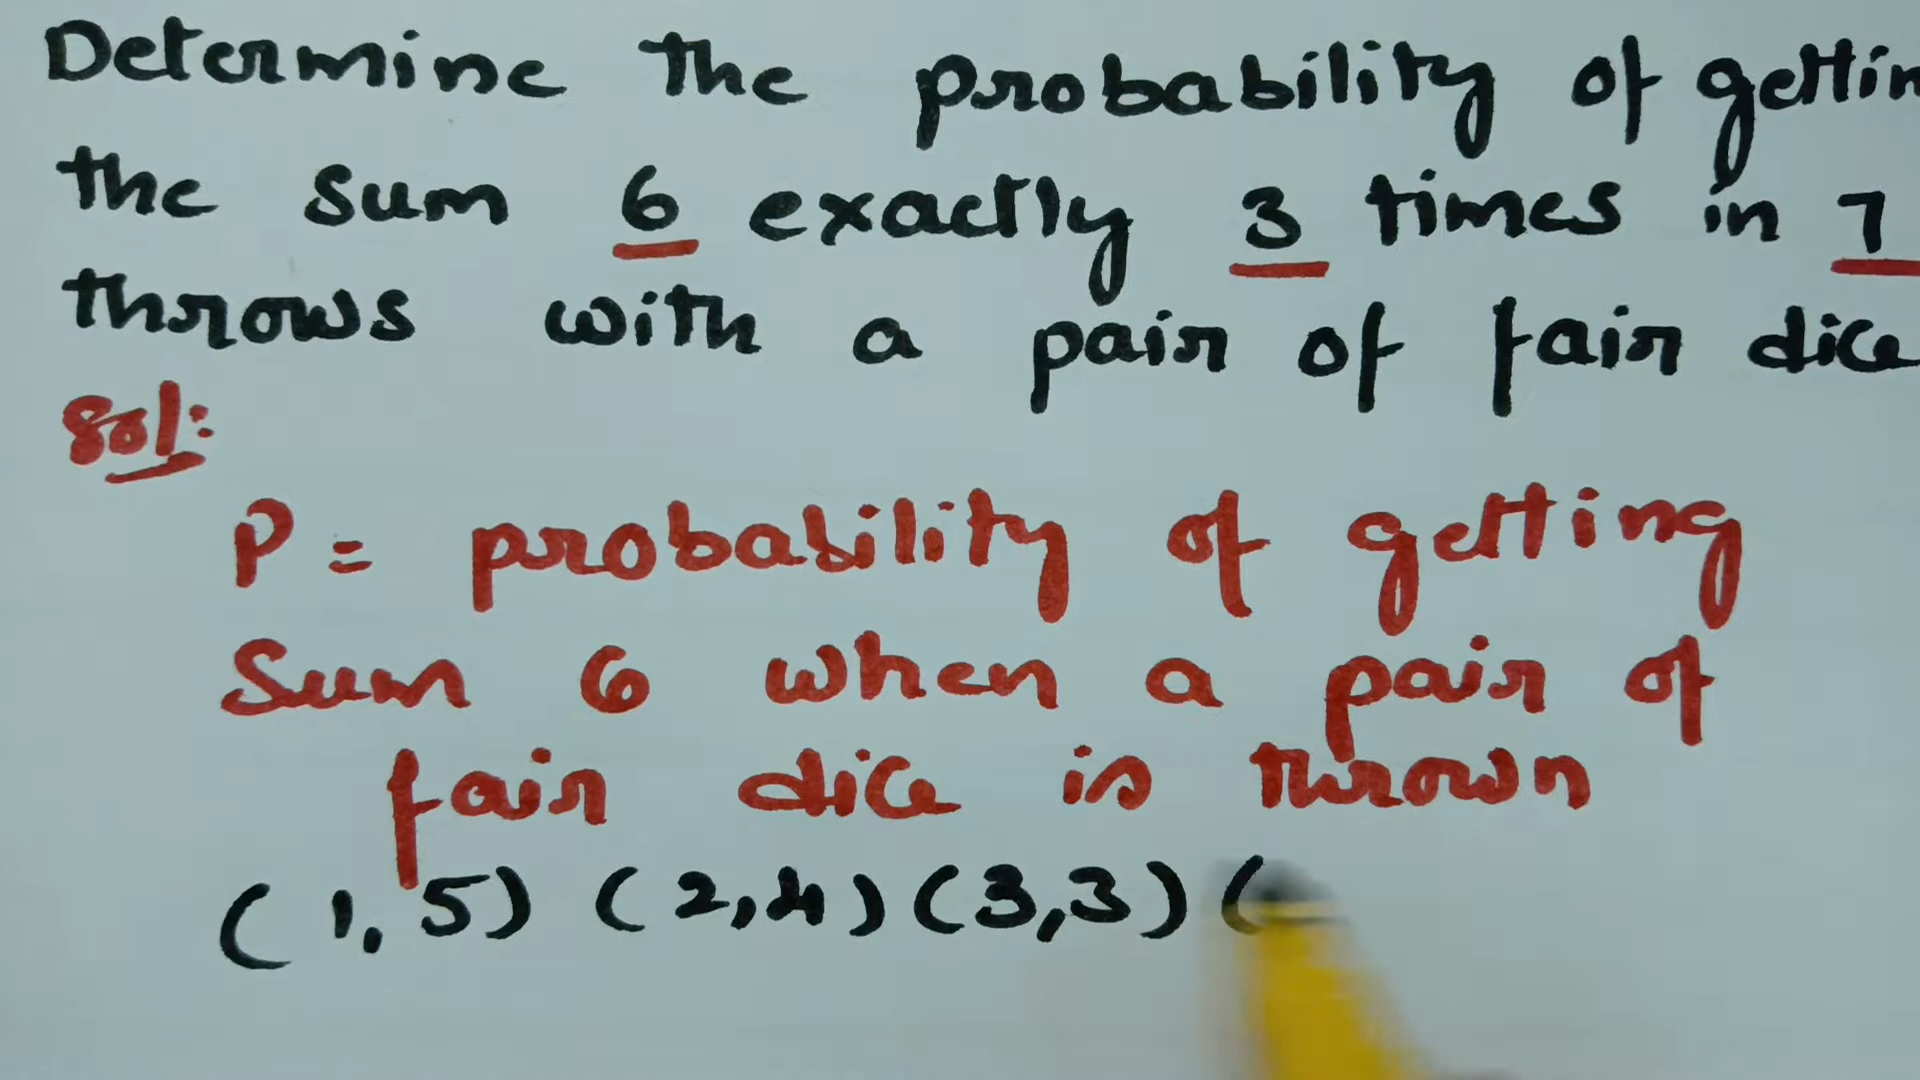 Determine the probability of gettin
the sum 6 exactly 3 times in 7
throws with a pair of fair dice
Sol:
P = probability of getting
Sum 6 when a pair of
fair dice is thrown
(1,5) (2,4) (3,3) (